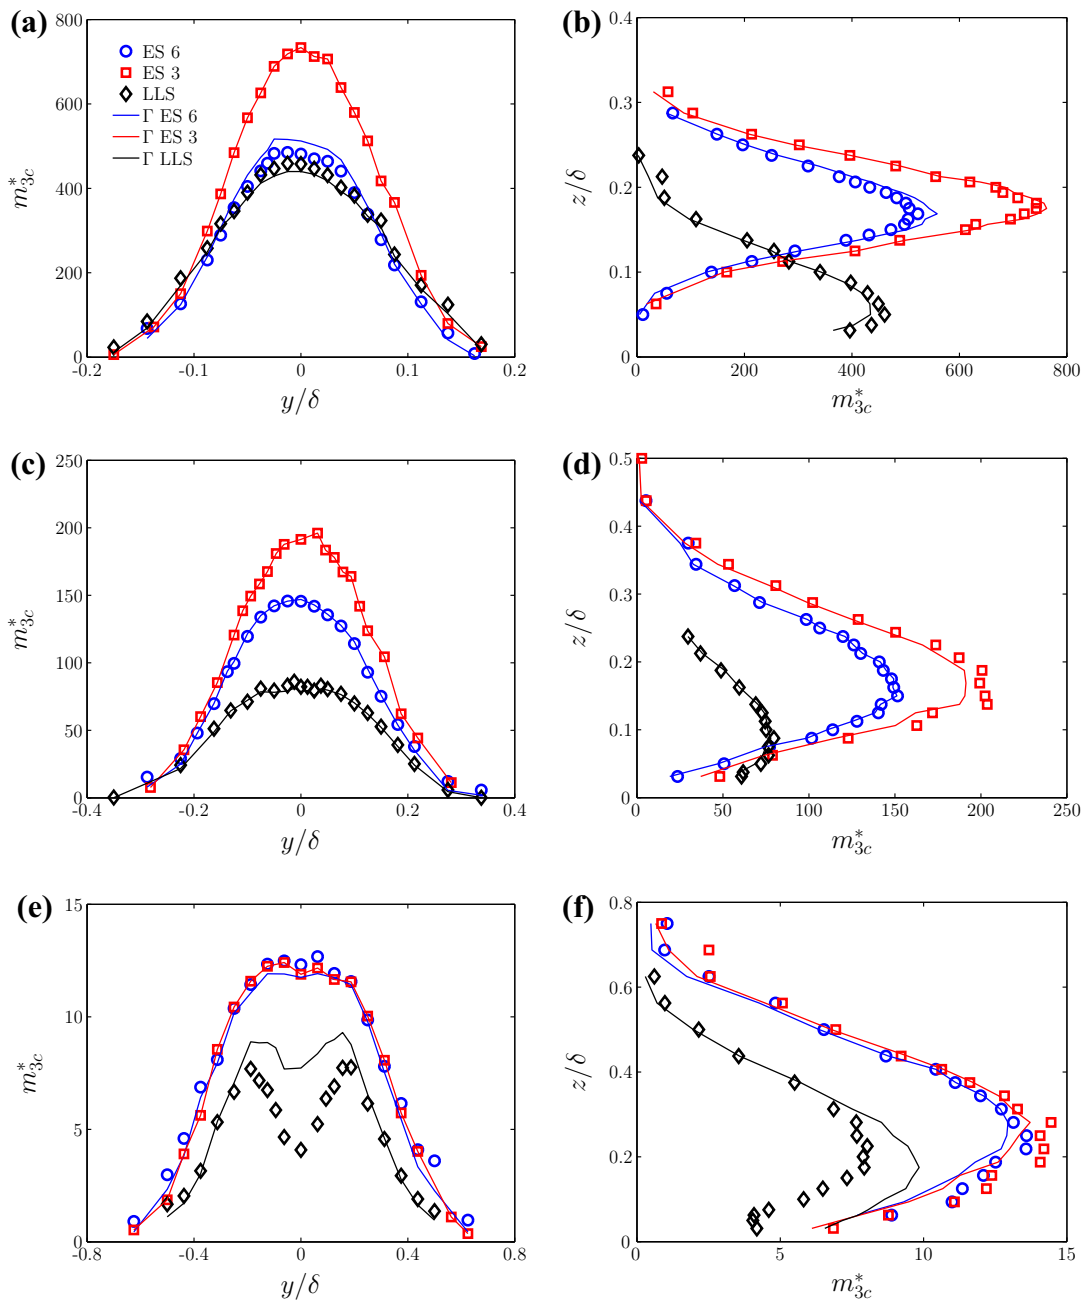 (a)
800
600
400
200
0
m*3c
ES 6
ES 3
LLS
Γ ES 6
Γ ES 3
Γ LLS
-0.2 -0.1 0 0.1 0.2
y/δ
(b)
0.4
0.3
0.2
0.1
0
z/δ
0 200 400 600 800
m*3c
(c)
250
200
150
100
50
0
m*3c
-0.4 -0.2 0 0.2 0.4
y/δ
(d)
0.5
0.4
0.3
0.2
0.1
0
z/δ
0 50 100 150 200 250
m*3c
(e)
15
10
5
0
m*3c
-0.8 -0.4 0 0.4 0.8
y/δ
(f)
0.8
0.6
0.4
0.2
0
z/δ
0 5 10 15
m*3c